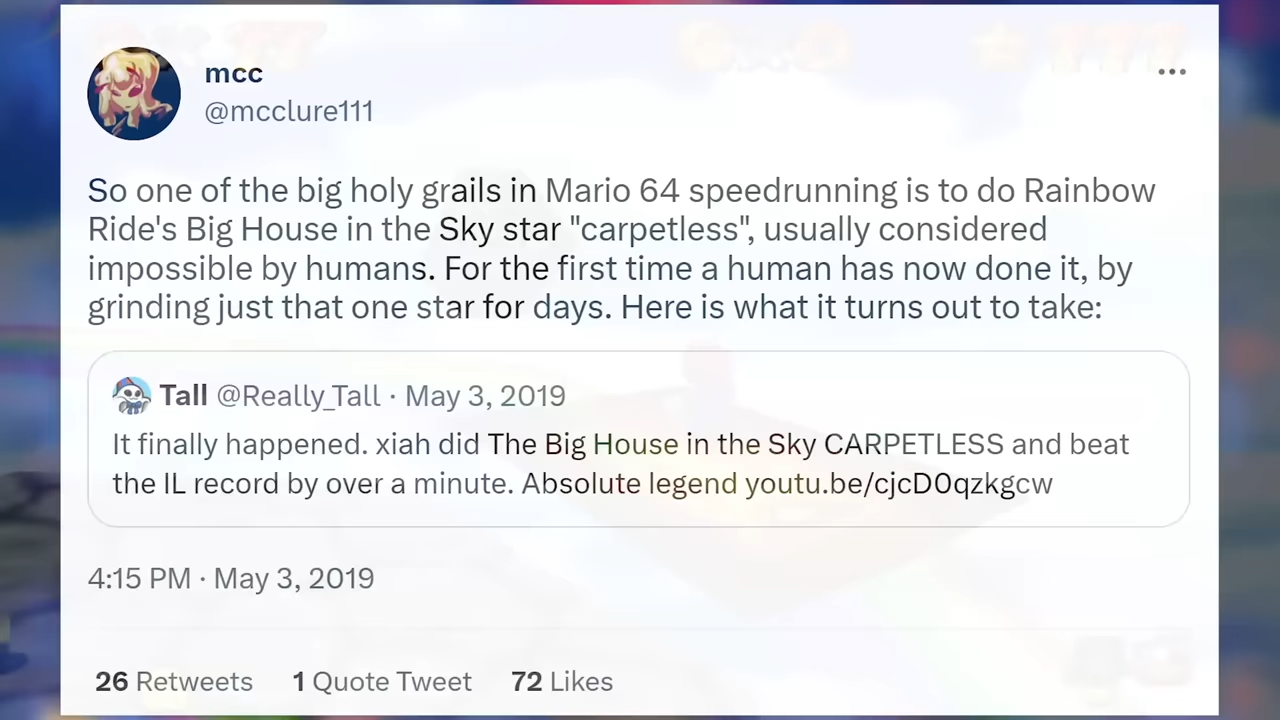 mcc
@mcclure111
So one of the big holy grails in Mario 64 speedrunning is to do Rainbow
Ride's Big House in the Sky star "carpetless", usually considered
impossible by humans. For the first time a human has now done it, by
grinding just that one star for days. Here is what it turns out to take:
Tall @Really_Tall · May 3, 2019
It finally happened. xiah did The Big House in the Sky CARPETLESS and beat
the IL record by over a minute. Absolute legend youtu.be/cjcD0qzkgcw
4:15 PM · May 3, 2019
26 Retweets 1 Quote Tweet 72 Likes